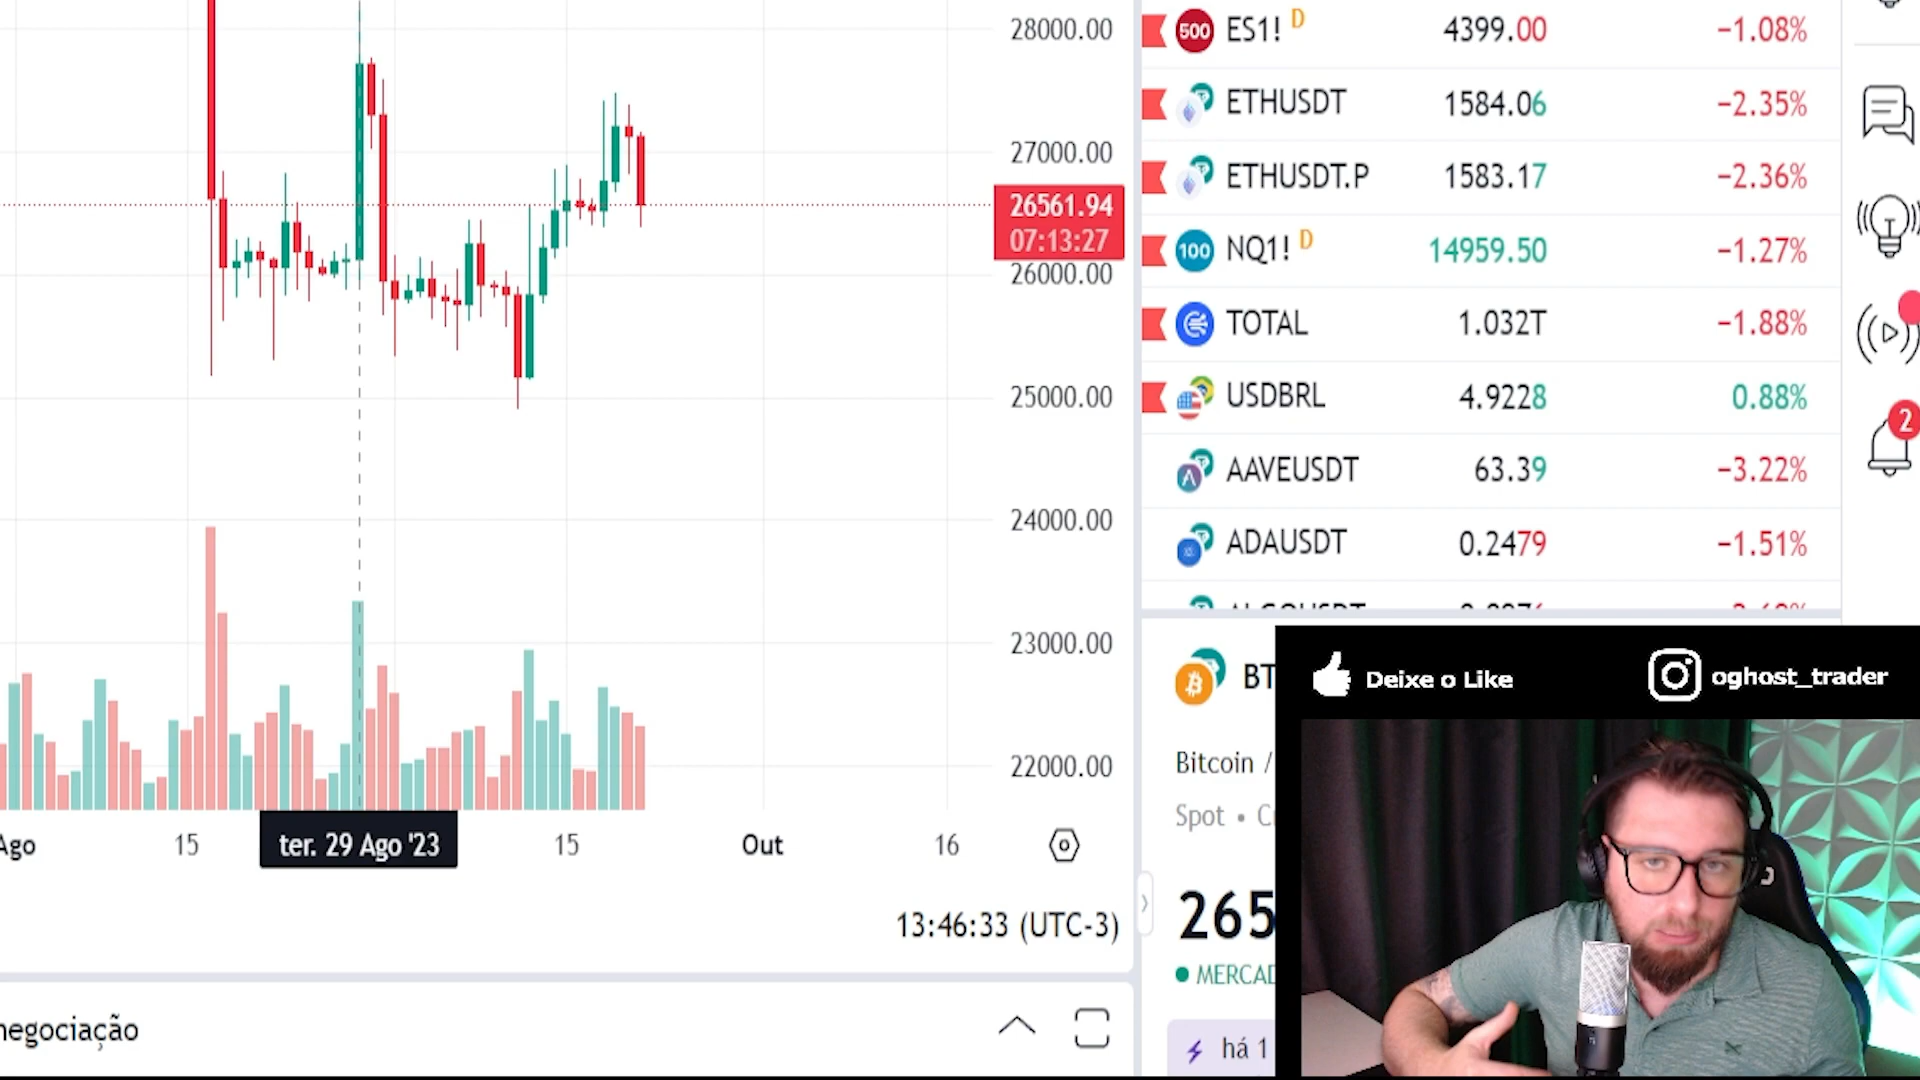 28000.00
27000.00
26561.94
07:13:27
26000.00
25000.00
24000.00
23000.00
22000.00
Ago
15
ter. 29 Ago '23
15
Out
16
13:46:33 (UTC-3)
negociação
500 ES1! D 4399.00 −1.08%
ETHUSDT 1584.06 −2.35%
ETHUSDT.P 1583.17 −2.36%
100 NQ1! D 14959.50 −1.27%
TOTAL 1.032T −1.88%
USDBRL 4.9228 0.88%
AAVEUSDT 63.39 −3.22%
ADAUSDT 0.2479 −1.51%
2
Bitcoin /
Spot •
265
há 1
Deixe o Like
oghost_trader